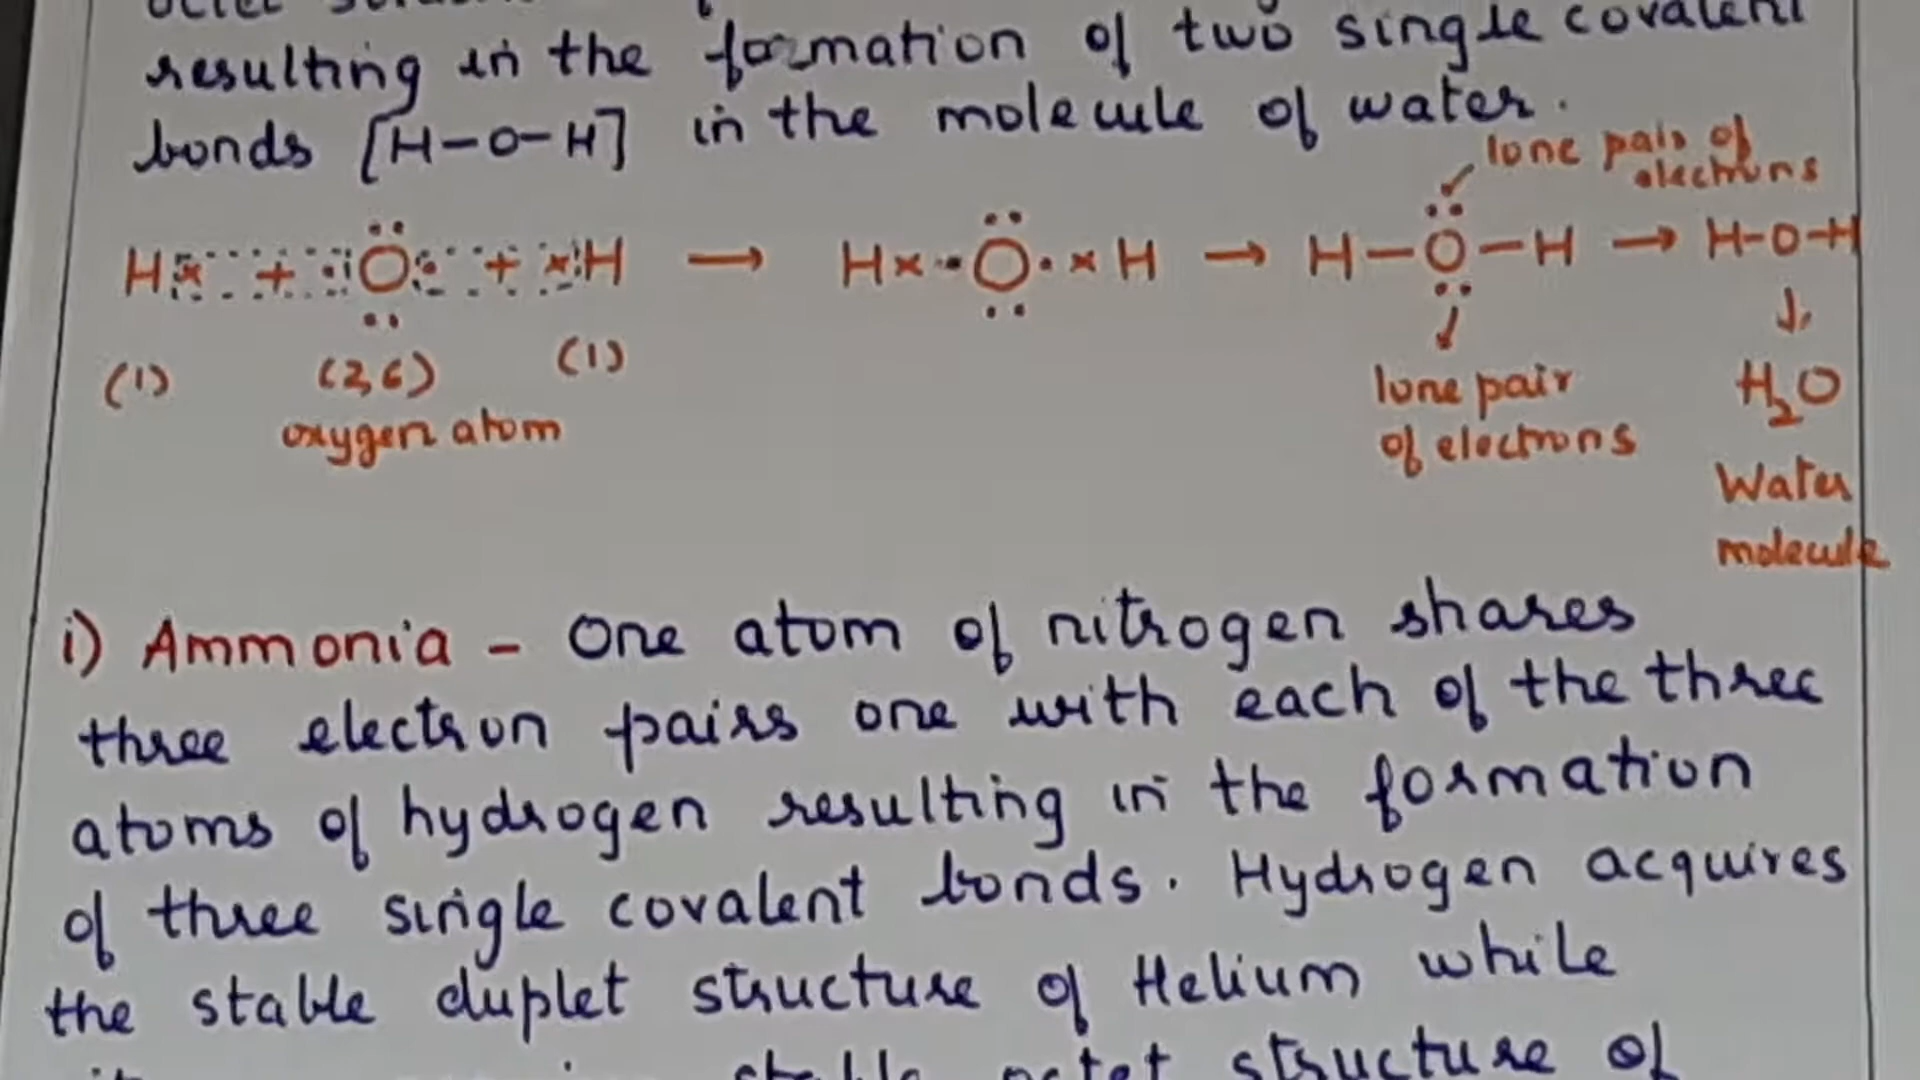 resulting in the formation of two single covalent
bonds [H-O-H] in the molecule of water.
lone pair of
electrons
H× + ·Ö· + ×H → H×·O·×H → H-O-H → H-O-H
(1) (2,6) (1)
oxygen atom
lone pair
of electrons
H₂O
Water
molecule
i) Ammonia - One atom of nitrogen shares
three electron pairs one with each of the three
atoms of hydrogen resulting in the formation
of three single covalent bonds. Hydrogen acquires
the stable duplet structure of Helium while
octet structure of